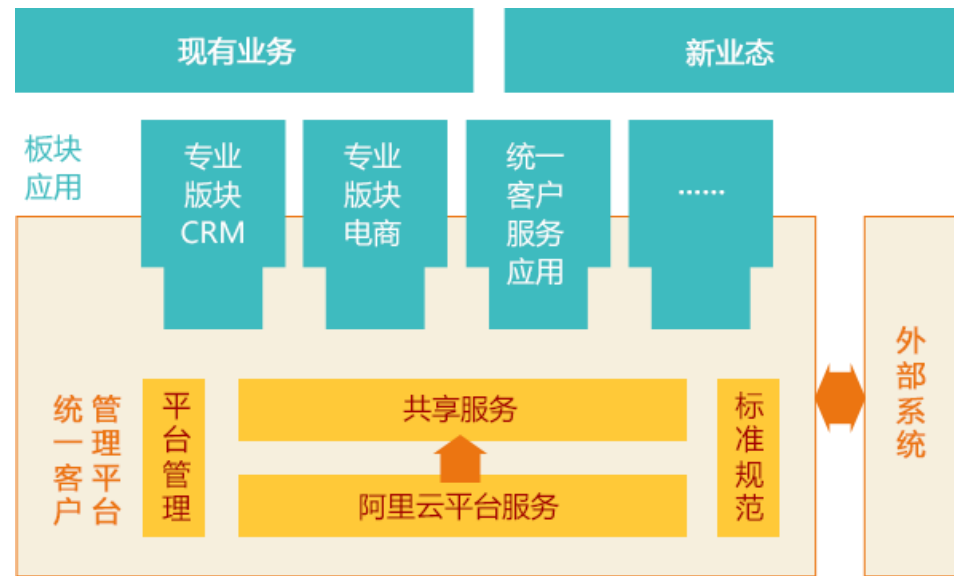 现有业务
新业态
板块
应用
专业
版块
CRM
专业
版块
电商
统一
客户
服务
应用
……
统一客户
管理平台
平台管理
共享服务
阿里云平台服务
标准规范
外部系统